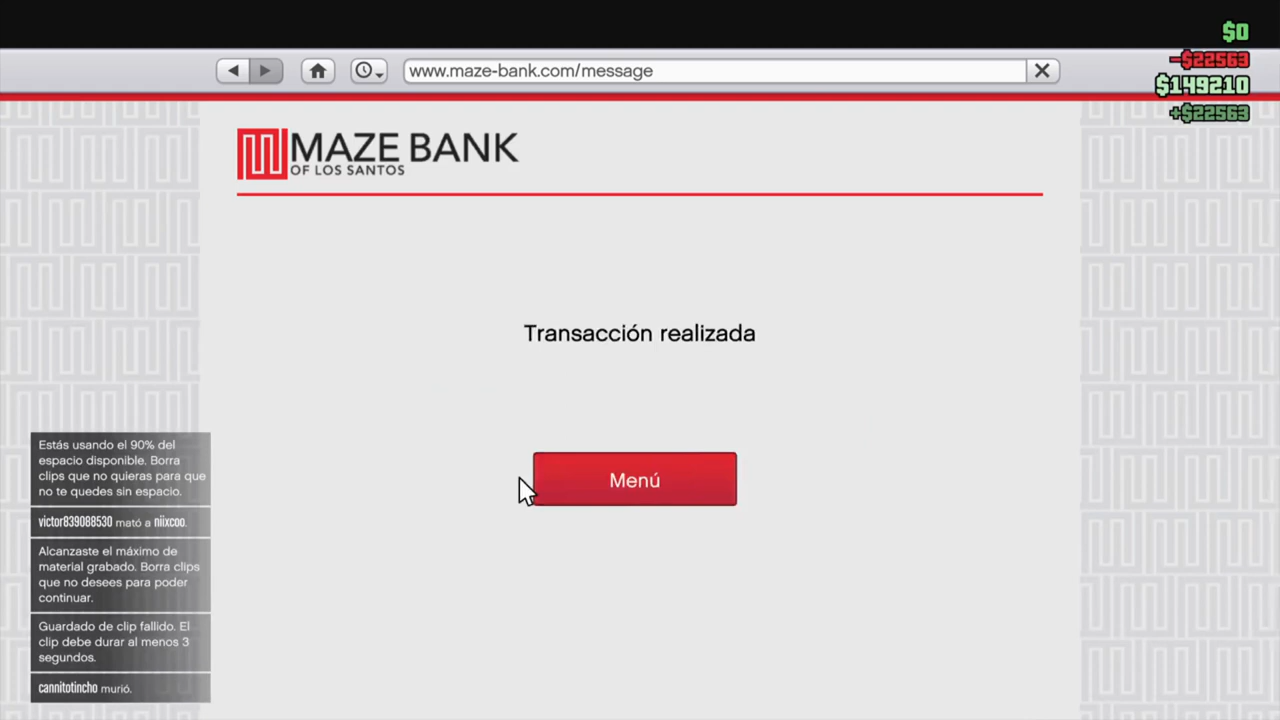 $0
-$22563
www.maze-bank.com/message
$149210
+$22563
MAZE BANK
OF LOS SANTOS
Transacción realizada
Menú
Estás usando el 90% del
espacio disponible. Borra
clips que no quieras para que
no te quedes sin espacio.
victor839088530 mató a niixcoo.
Alcanzaste el máximo de
material grabado. Borra clips
que no desees para poder
continuar.
Guardado de clip fallido. El
clip debe durar al menos 3
segundos.
cannitotincho murió.